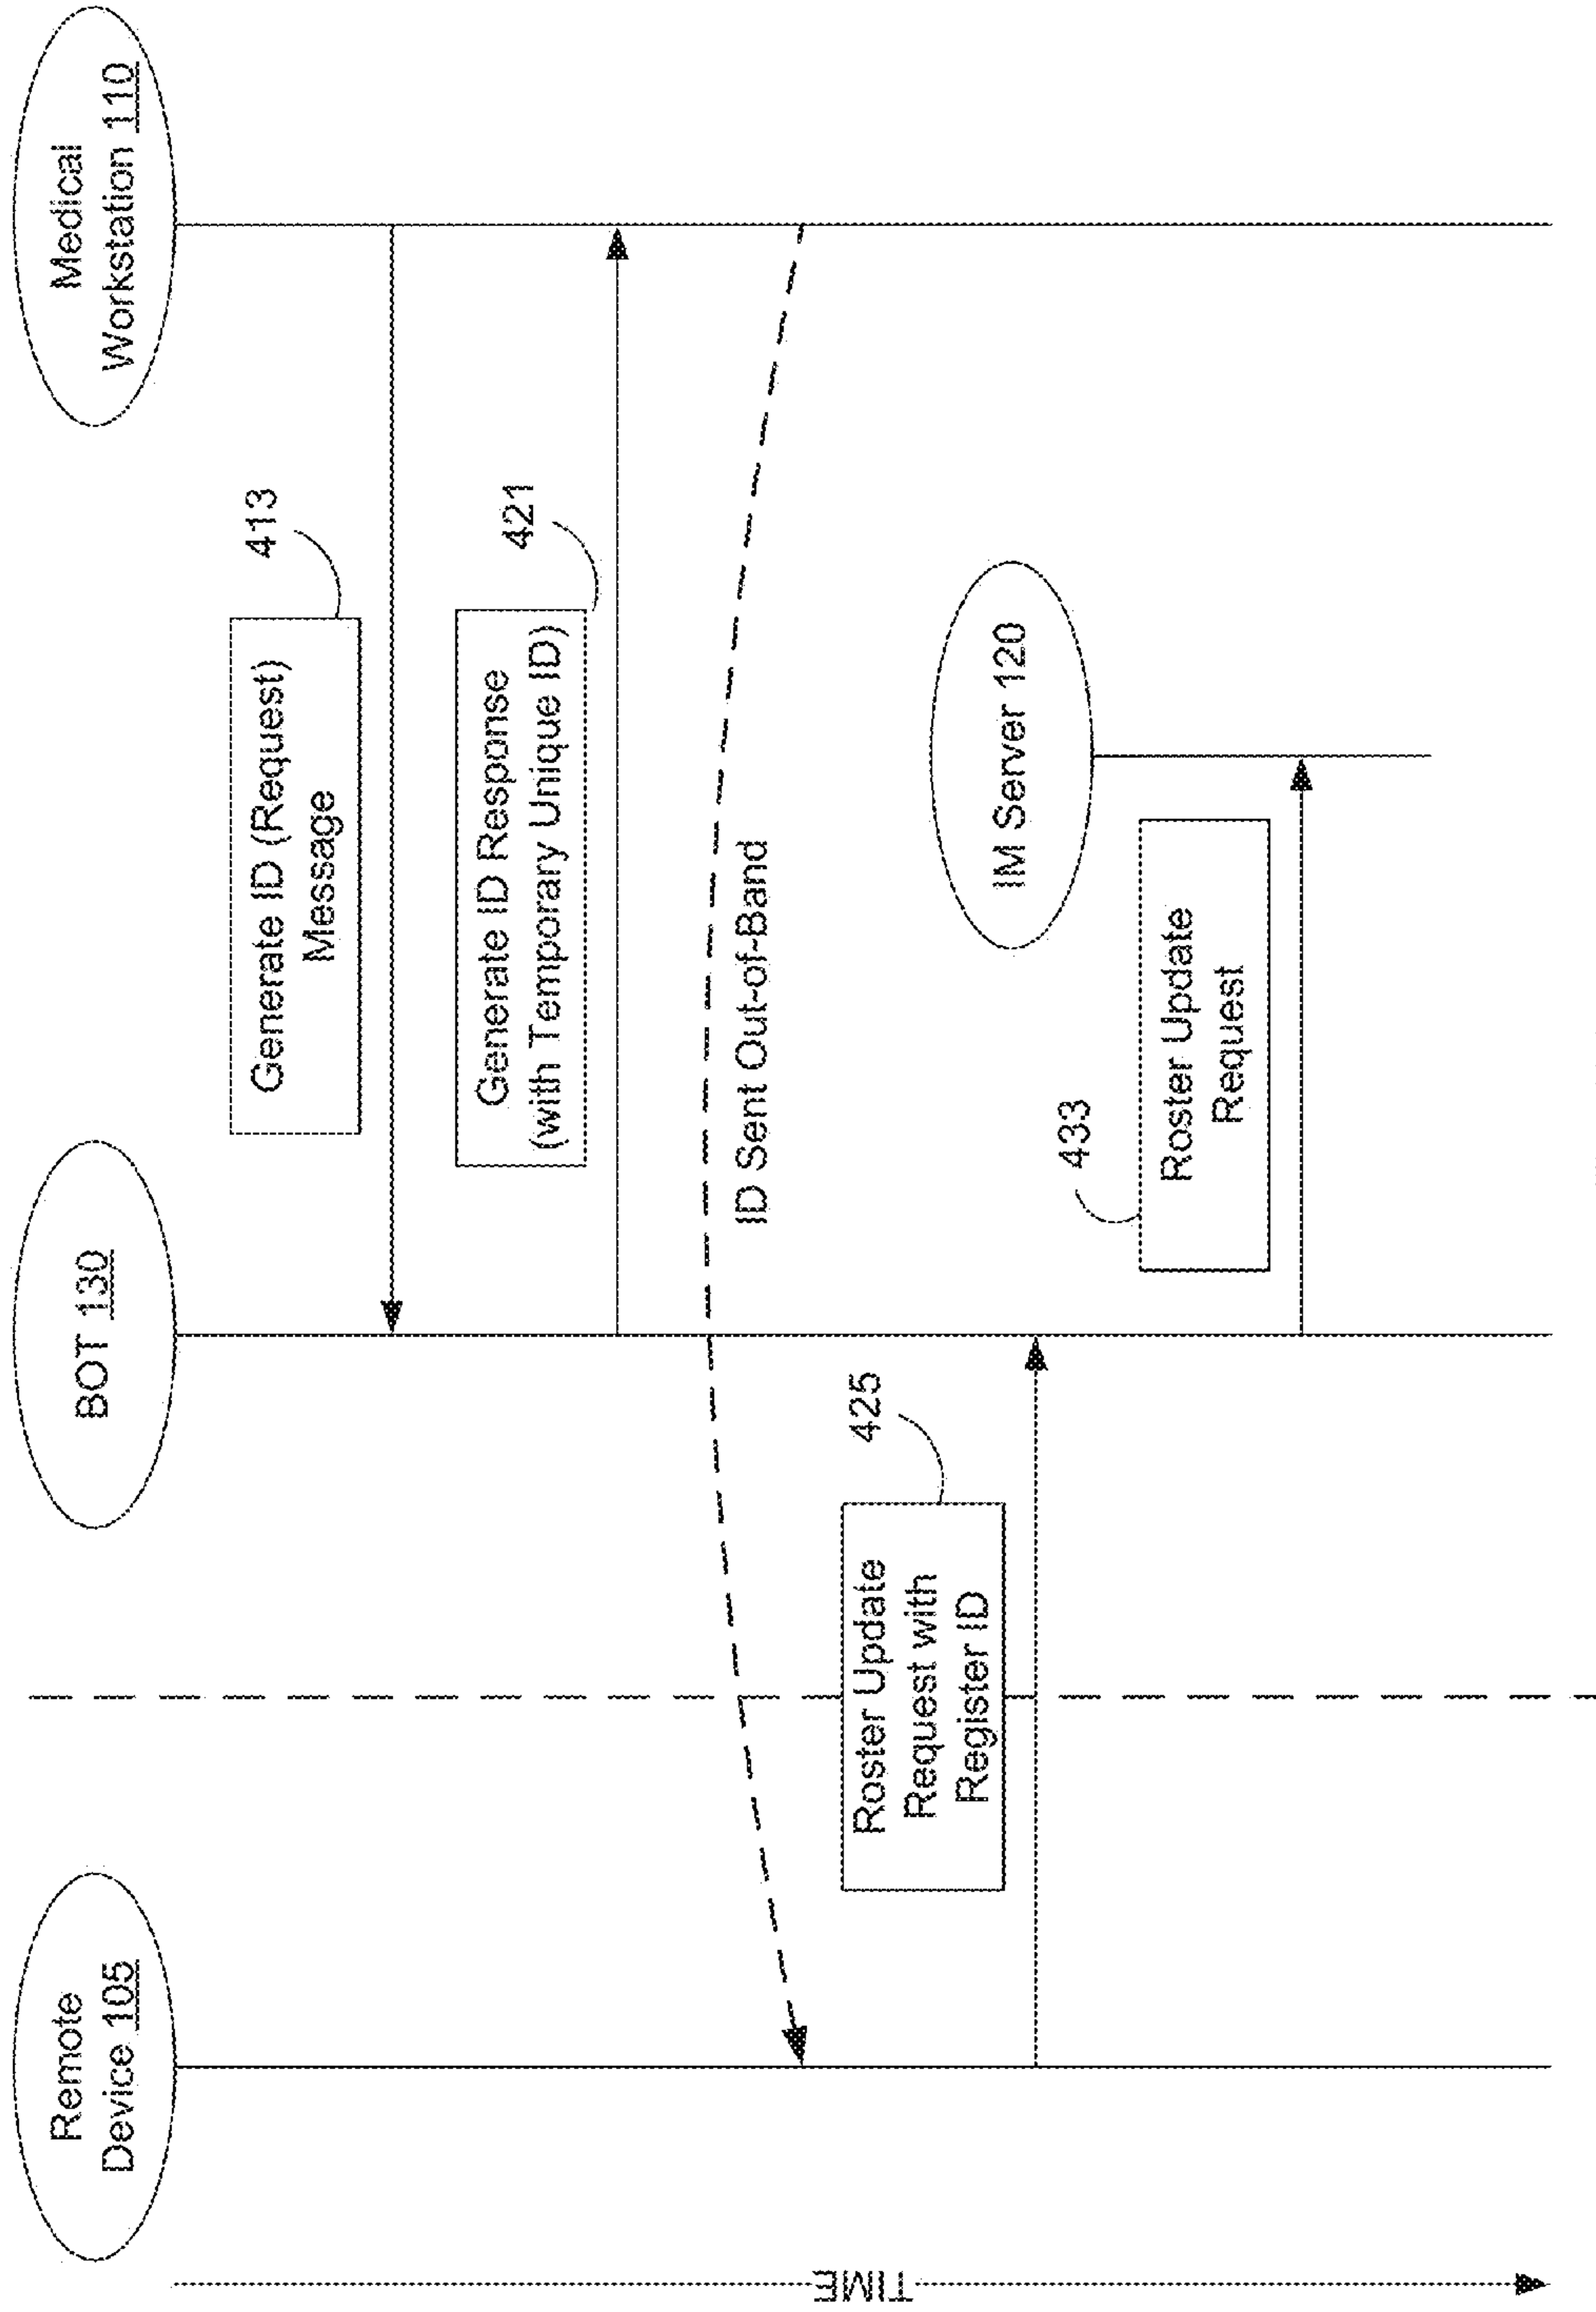 Remote
Device 105
BOT 130
Medical
Workstation 110
413
Generate ID (Request)
Message
421
Generate ID Response
(with Temporary Unique ID)
ID Sent Out-of-Band
425
Roster Update
Request with
Register ID
IM Server 120
433
Roster Update
Request
TIME